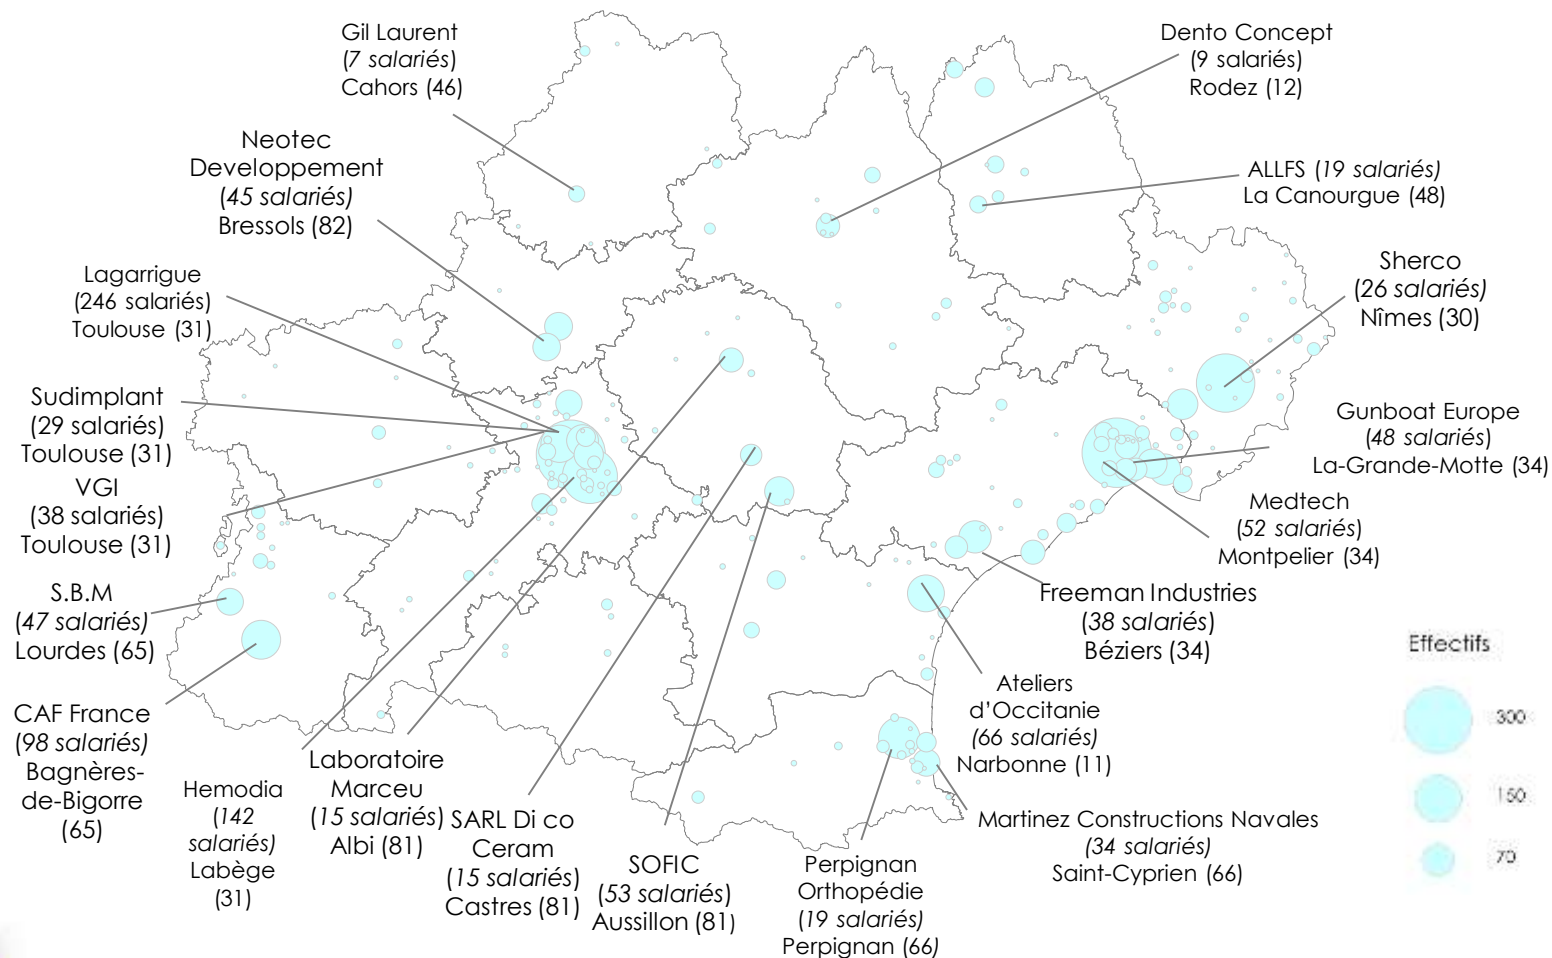 Gil Laurent
(7 salariés)
Cahors (46)
Dento Concept
(9 salariés)
Rodez (12)
Neotec
Developpement
(45 salariés)
Bressols (82)
ALLFS (19 salariés)
La Canourgue (48)
Lagarrigue
(246 salariés)
Toulouse (31)
Sherco
(26 salariés)
Nîmes (30)
Sudimplant
(29 salariés)
Toulouse (31)
Gunboat Europe
(48 salariés)
La-Grande-Motte (34)
VGI
(38 salariés)
Toulouse (31)
Medtech
(52 salariés)
Montpelier (34)
S.B.M
(47 salariés)
Lourdes (65)
Freeman Industries
(38 salariés)
Béziers (34)
Effectifs
300
150
70
CAF France
(98 salariés)
Bagnères-
de-Bigorre
(65)
Ateliers
d'Occitanie
(66 salariés)
Narbonne (11)
Hemodia
(142
salariés)
Labège
(31)
Laboratoire
Marceu
(15 salariés)
Albi (81)
SARL Di co
Ceram
(15 salariés)
Castres (81)
SOFIC
(53 salariés)
Aussillon (81)
Perpignan
Orthopédie
(19 salariés)
Perpignan (66)
Martinez Constructions Navales
(34 salariés)
Saint-Cyprien (66)